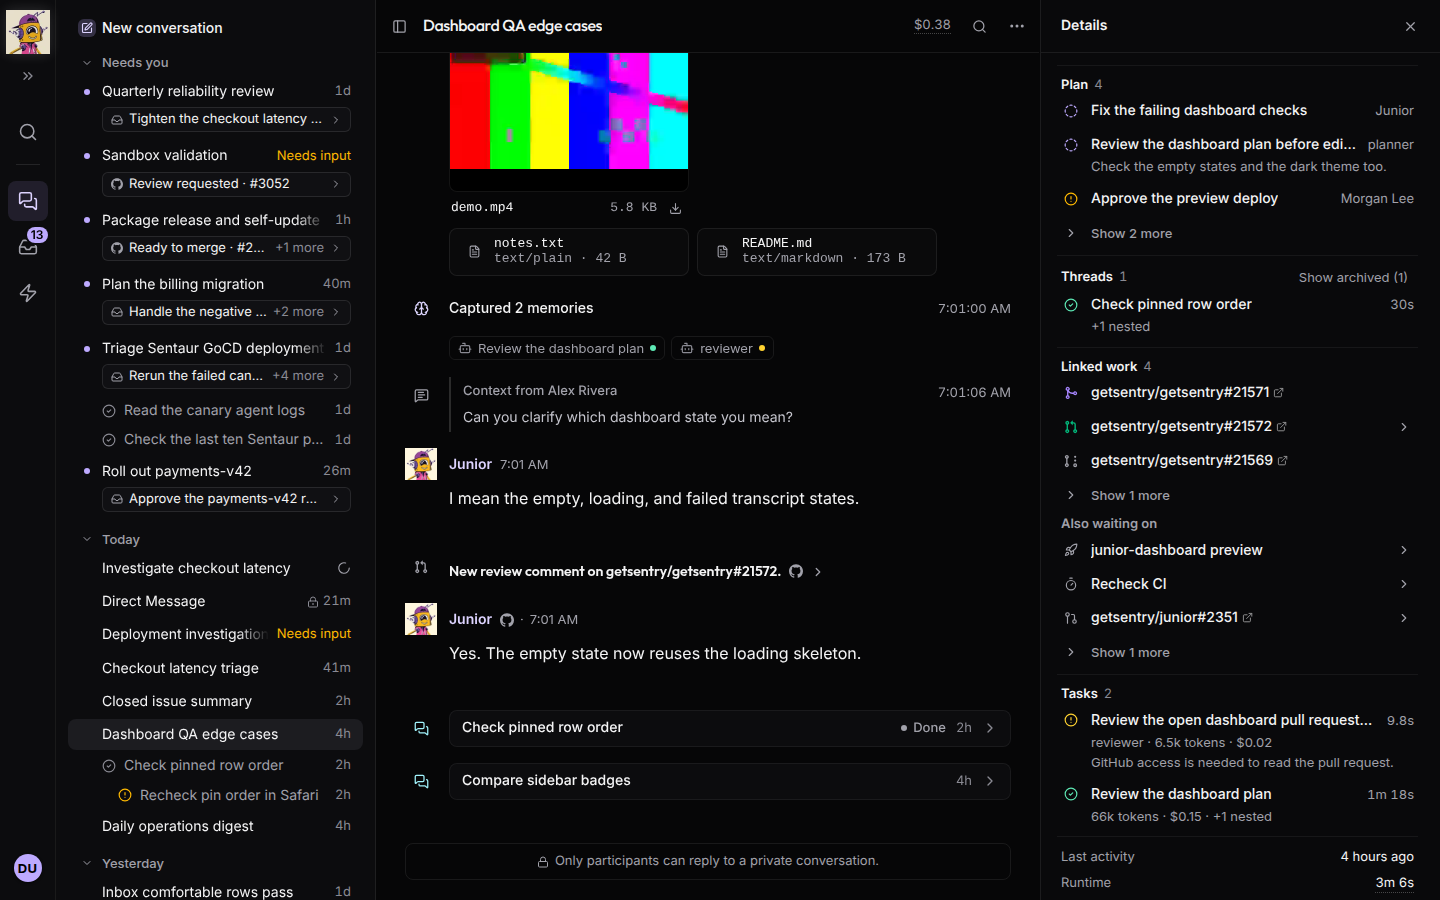 New conversation
Needs you
Quarterly reliability review 1d
Tighten the checkout latency ...
Sandbox validation Needs input
Review requested · #3052
Package release and self-update 1h
Ready to merge · #2... +1 more
Plan the billing migration 40m
Handle the negative ... +2 more
Triage Sentaur GoCD deployment 1d
Rerun the failed can... +4 more
Read the canary agent logs 1d
Check the last ten Sentaur p... 1d
Roll out payments-v42 26m
Approve the payments-v42 r...
Today
Investigate checkout latency
Direct Message 21m
Deployment investigation Needs input
Checkout latency triage 41m
Closed issue summary 2h
Dashboard QA edge cases 4h
Check pinned row order 2h
Recheck pin order in Safari 2h
Daily operations digest 4h
Yesterday
Inbox comfortable rows pass 1d
13
DU
Dashboard QA edge cases $0.38
demo.mp4 5.8 KB
notes.txt
text/plain · 42 B
README.md
text/markdown · 173 B
Captured 2 memories 7:01:00 AM
Review the dashboard plan reviewer
Context from Alex Rivera 7:01:06 AM
Can you clarify which dashboard state you mean?
Junior 7:01 AM
I mean the empty, loading, and failed transcript states.
New review comment on getsentry/getsentry#21572.
Junior · 7:01 AM
Yes. The empty state now reuses the loading skeleton.
Check pinned row order Done 2h
Compare sidebar badges 4h
Only participants can reply to a private conversation.
Details
Plan 4
Fix the failing dashboard checks Junior
Review the dashboard plan before edi... planner
Check the empty states and the dark theme too.
Approve the preview deploy Morgan Lee
Show 2 more
Threads 1 Show archived (1)
Check pinned row order 30s
+1 nested
Linked work 4
getsentry/getsentry#21571
getsentry/getsentry#21572
getsentry/getsentry#21569
Show 1 more
Also waiting on
junior-dashboard preview
Recheck CI
getsentry/junior#2351
Show 1 more
Tasks 2
Review the open dashboard pull request... 9.8s
reviewer · 6.5k tokens · $0.02
GitHub access is needed to read the pull request.
Review the dashboard plan 1m 18s
66k tokens · $0.15 · +1 nested
Last activity 4 hours ago
Runtime 3m 6s